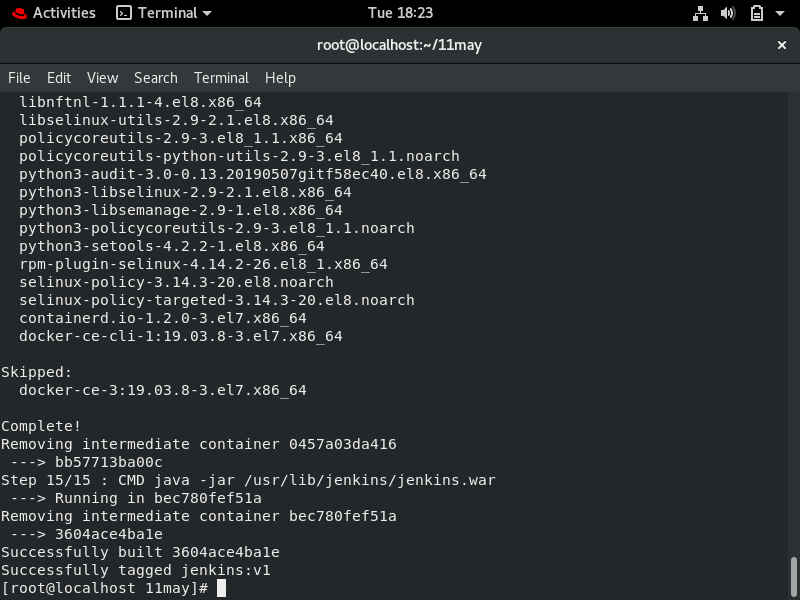 Activities Terminal Tue 18:23
root@localhost:~/11may
File Edit View Search Terminal Help
libnftnl-1.1.1-4.el8.x86_64
libselinux-utils-2.9-2.1.el8.x86_64
policycoreutils-2.9-3.el8_1.1.x86_64
policycoreutils-python-utils-2.9-3.el8_1.1.noarch
python3-audit-3.0-0.13.20190507gitf58ec40.el8.x86_64
python3-libselinux-2.9-2.1.el8.x86_64
python3-libsemanage-2.9-1.el8.x86_64
python3-policycoreutils-2.9-3.el8_1.1.noarch
python3-setools-4.2.2-1.el8.x86_64
rpm-plugin-selinux-4.14.2-26.el8_1.x86_64
selinux-policy-3.14.3-20.el8.noarch
selinux-policy-targeted-3.14.3-20.el8.noarch
containerd.io-1.2.0-3.el7.x86_64
docker-ce-cli-1:19.03.8-3.el7.x86_64
Skipped:
docker-ce-3:19.03.8-3.el7.x86_64
Complete!
Removing intermediate container 0457a03da416
---> bb57713ba00c
Step 15/15 : CMD java -jar /usr/lib/jenkins/jenkins.war
---> Running in bec780fef51a
Removing intermediate container bec780fef51a
---> 3604ace4ba1e
Successfully built 3604ace4ba1e
Successfully tagged jenkins:v1
[root@localhost 11may]#